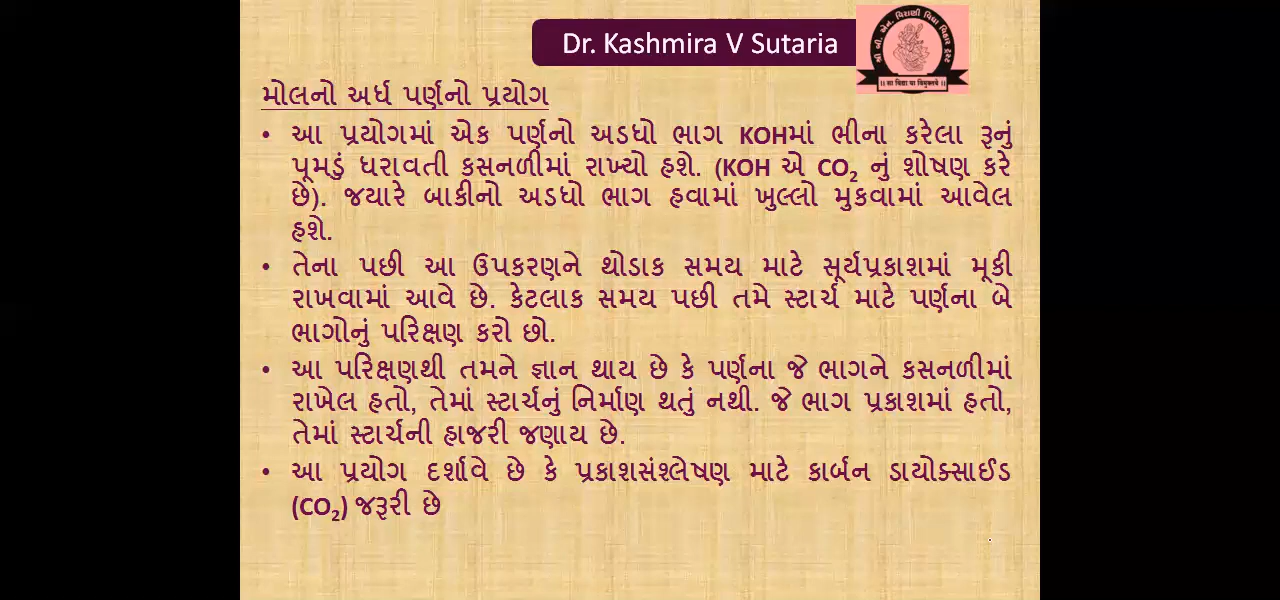 Dr. Kashmira V Sutaria
શ્રી વી. એન. વિરાણી વિદ્યા વિહાર ટ્રસ્ટ
|| सा विद्या या विमुक्तये ||
મોલનો અર્ધ પર્ણનો પ્રયોગ
• આ પ્રયોગમાં એક પર્ણનો અડધો ભાગ KOHમાં ભીના કરેલા રૂનું
પૂમડું ધરાવતી કસનળીમાં રાખ્યો હશે. (KOH એ CO₂ નું શોષણ કરે
છે). જયારે બાકીનો અડધો ભાગ હવામાં ખુલ્લો મુકવામાં આવેલ
હશે.
• તેના પછી આ ઉપકરણને થોડાક સમય માટે સૂર્યપ્રકાશમાં મૂકી
રાખવામાં આવે છે. કેટલાક સમય પછી તમે સ્ટાર્ચ માટે પર્ણના બે
ભાગોનું પરિક્ષણ કરો છો.
• આ પરિક્ષણથી તમને જ્ઞાન થાય છે કે પર્ણના જે ભાગને કસનળીમાં
રાખેલ હતો, તેમાં સ્ટાર્ચનું નિર્માણ થતું નથી. જે ભાગ પ્રકાશમાં હતો,
તેમાં સ્ટાર્ચની હાજરી જણાય છે.
• આ પ્રયોગ દર્શાવે છે કે પ્રકાશસંશ્લેષણ માટે કાર્બન ડાયોક્સાઈડ
(CO₂) જરૂરી છે